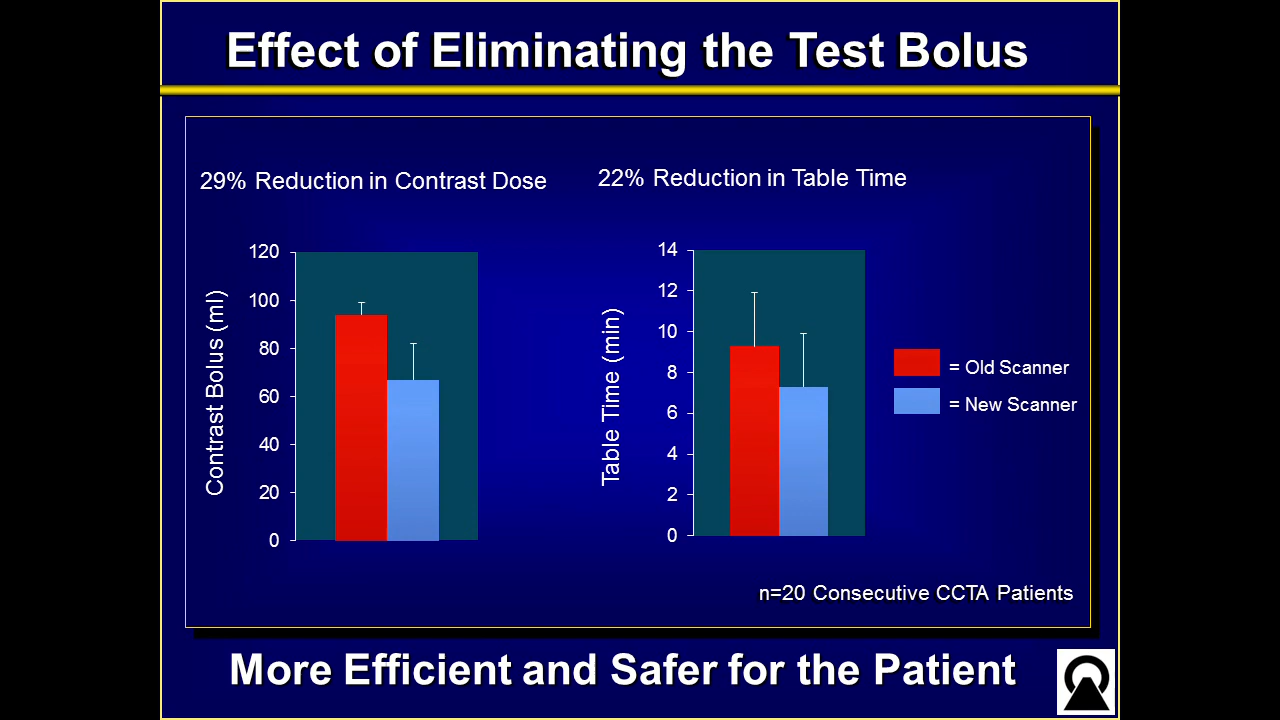 Effect of Eliminating the Test Bolus
29% Reduction in Contrast Dose
22% Reduction in Table Time
Contrast Bolus (ml)
120
100
80
60
40
20
0
Table Time (min)
14
12
10
8
6
4
2
0
= Old Scanner
= New Scanner
n=20 Consecutive CCTA Patients
More Efficient and Safer for the Patient